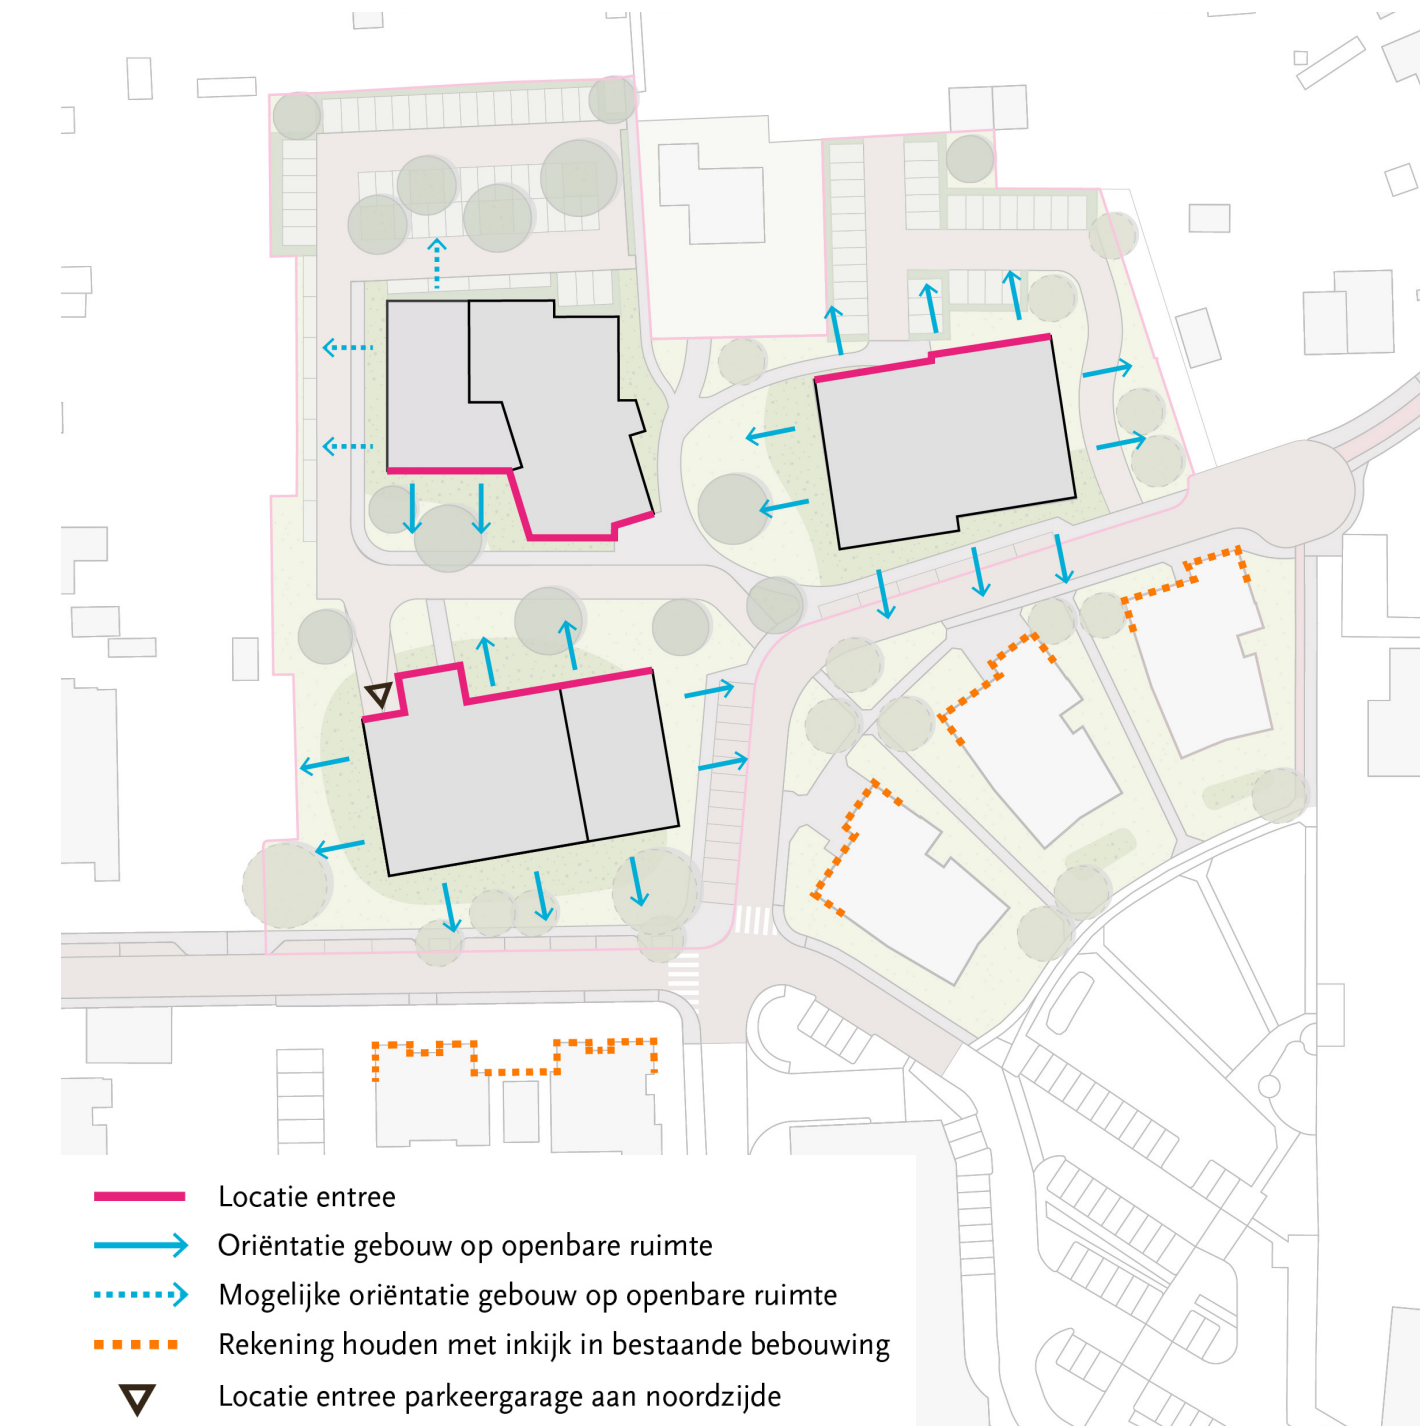 Locatie entree
Oriëntatie gebouw op openbare ruimte
Mogelijke oriëntatie gebouw op openbare ruimte
Rekening houden met inkijk in bestaande bebouwing
Locatie entree parkeergarage aan noordzijde